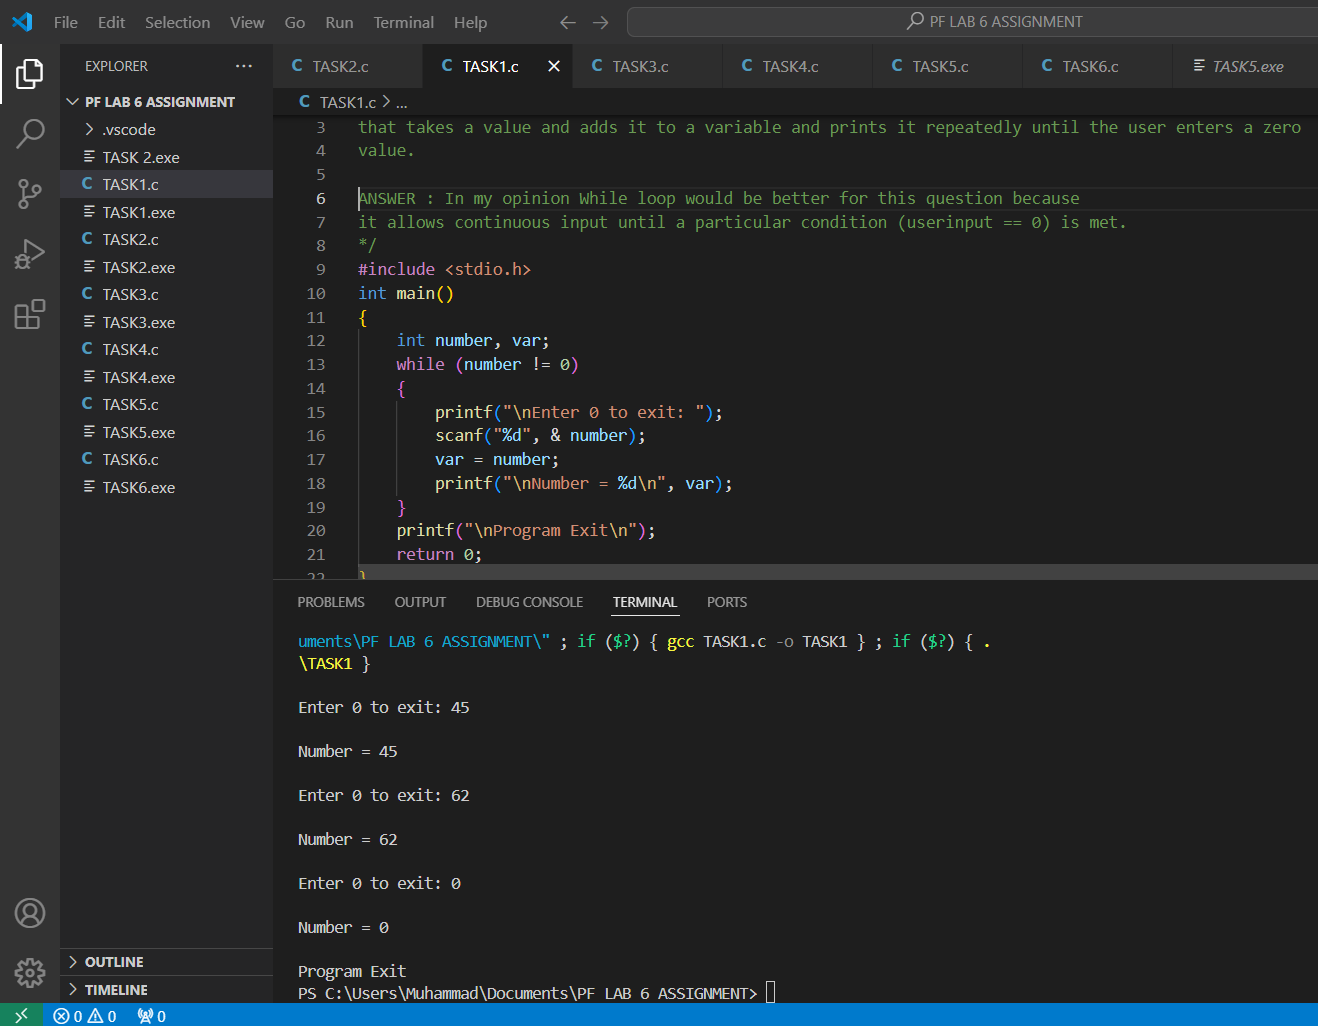 File Edit Selection View Go Run Terminal Help
PF LAB 6 ASSIGNMENT
EXPLORER
PF LAB 6 ASSIGNMENT
.vscode
TASK 2.exe
C TASK1.c
TASK1.exe
C TASK2.c
TASK2.exe
C TASK3.c
TASK3.exe
C TASK4.c
TASK4.exe
C TASK5.c
TASK5.exe
C TASK6.c
TASK6.exe
OUTLINE
TIMELINE
C TASK2.c C TASK1.c C TASK3.c C TASK4.c C TASK5.c C TASK6.c TASK5.exe
C TASK1.c > ...
3 that takes a value and adds it to a variable and prints it repeatedly until the user enters a zero
4 value.
5
6 ANSWER : In my opinion While loop would be better for this question because
7 it allows continuous input until a particular condition (userinput == 0) is met.
8 */
9 #include <stdio.h>
10 int main()
11 {
12 int number, var;
13 while (number != 0)
14 {
15 printf("\nEnter 0 to exit: ");
16 scanf("%d", & number);
17 var = number;
18 printf("\nNumber = %d\n", var);
19 }
20 printf("\nProgram Exit\n");
21 return 0;
22 }
PROBLEMS OUTPUT DEBUG CONSOLE TERMINAL PORTS
uments\PF LAB 6 ASSIGNMENT\" ; if ($?) { gcc TASK1.c -o TASK1 } ; if ($?) { .
\TASK1 }
Enter 0 to exit: 45
Number = 45
Enter 0 to exit: 62
Number = 62
Enter 0 to exit: 0
Number = 0
Program Exit
PS C:\Users\Muhammad\Documents\PF LAB 6 ASSIGNMENT>
0 0 0